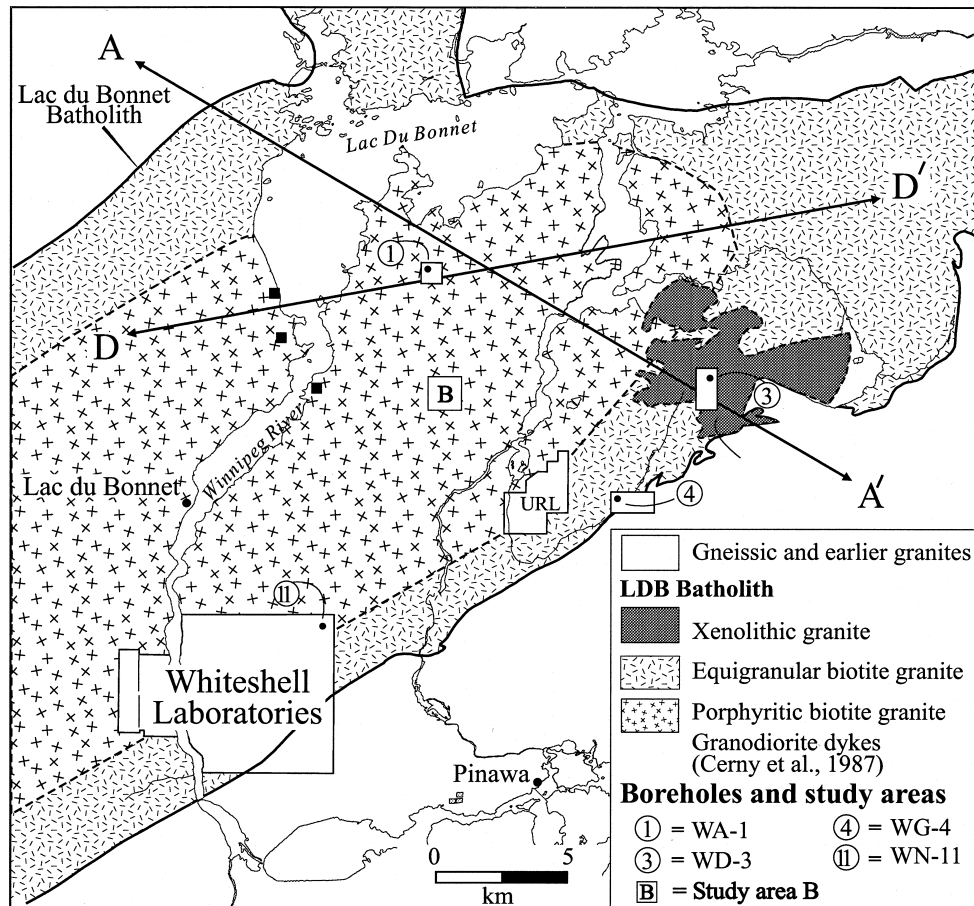 A
Lac du Bonnet
Batholith
Lac Du Bonnet
D′
1
D
B
3
Winnipeg River
Lac du Bonnet
URL
4
A′
11
Whiteshell
Laboratories
Pinawa
0 5
km
Gneissic and earlier granites
LDB Batholith
Xenolithic granite
Equigranular biotite granite
Porphyritic biotite granite
Granodiorite dykes
(Cerny et al., 1987)
Boreholes and study areas
1 = WA-1 4 = WG-4
3 = WD-3 11 = WN-11
B = Study area B